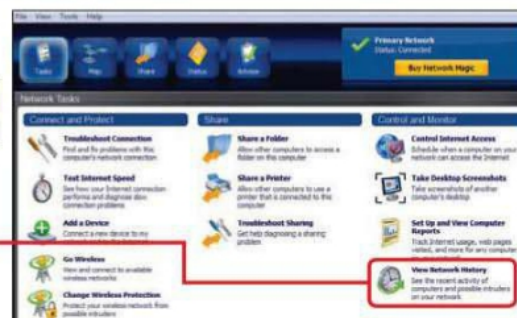 File View Tools Help
Tasks
Map
Share
Status
Advisor
Primary Network
Status: Connected
Buy Network Magic
Network Tasks
Connect and Protect
Troubleshoot Connection
Find and fix problems with this
computer's network connection
Test Internet Speed
See how your Internet connection
performs and diagnose slow
connection problems
Add a Device
Connect a new device to my
Go Wireless
View and connect to available
wireless networks
Change Wireless Protection
Protect your wireless network from
possible intruders
Share
Share a Folder
Allow other computers to access a
folder on this computer
Share a Printer
Allow other computers to use a
printer that is connected to this
computer
Troubleshoot Sharing
Get help diagnosing a sharing
problem
Control and Monitor
Control Internet Access
Schedule when a computer on your
network can access the Internet
Take Desktop Screenshots
Take screenshots of another
computer's desktop
Set Up and View Computer
Reports
Track Internet usage, web pages
visited, and more for any computer
View Network History
See the recent activity of
computers and possible intruders
on your network